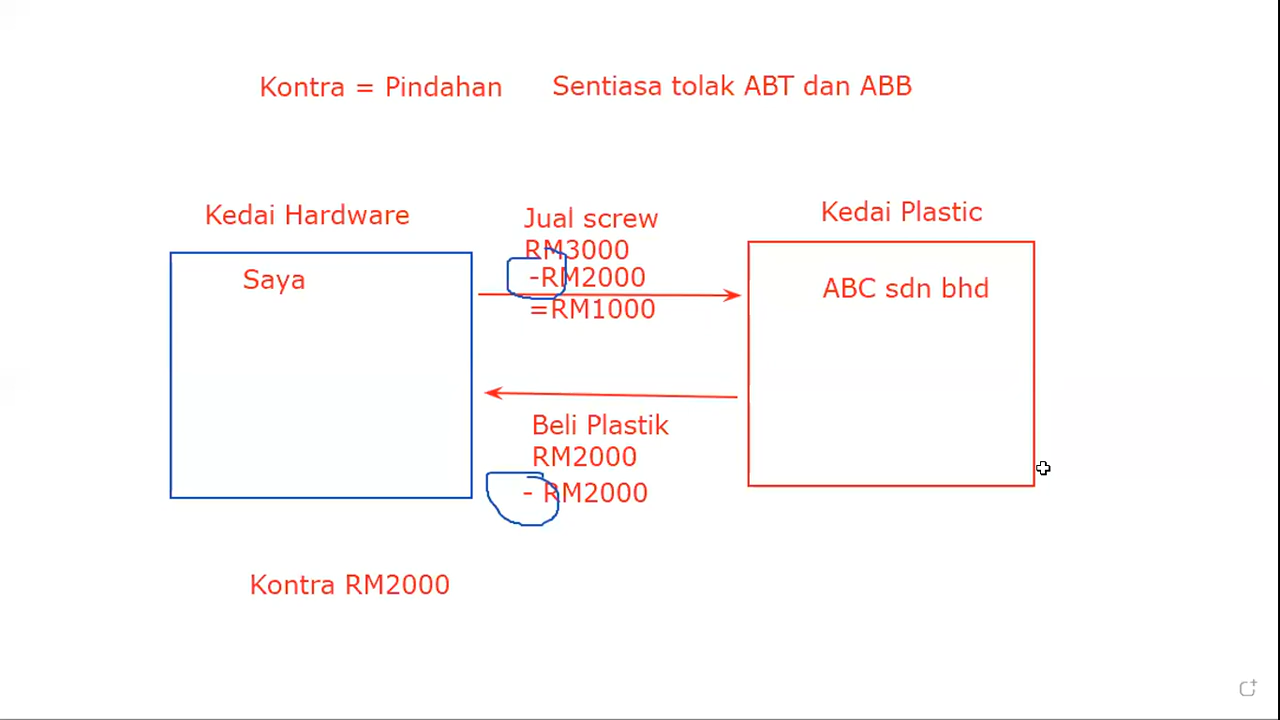 Kontra = Pindahan Sentiasa tolak ABT dan ABB
Kedai Hardware
Saya
Jual screw
RM3000
-RM2000
=RM1000
Kedai Plastic
ABC sdn bhd
Beli Plastik
RM2000
- RM2000
Kontra RM2000